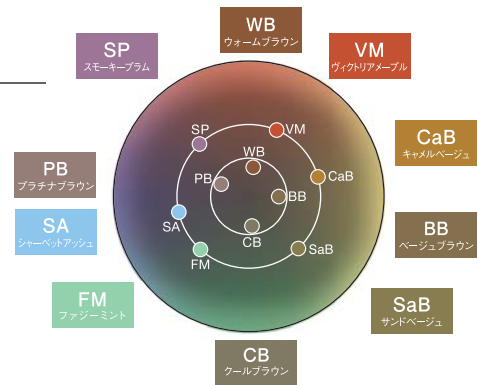 WB
ウォームブラウン
SP
スモーキープラム
VM
ヴィクトリアメープル
CaB
キャメルベージュ
PB
プラチナブラウン
SA
シャーベットアッシュ
BB
ベージュブラウン
FM
ファジーミント
SaB
サンドベージュ
CB
クールブラウン
SP
VM
WB
PB
CaB
BB
SA
CB
FM
SaB